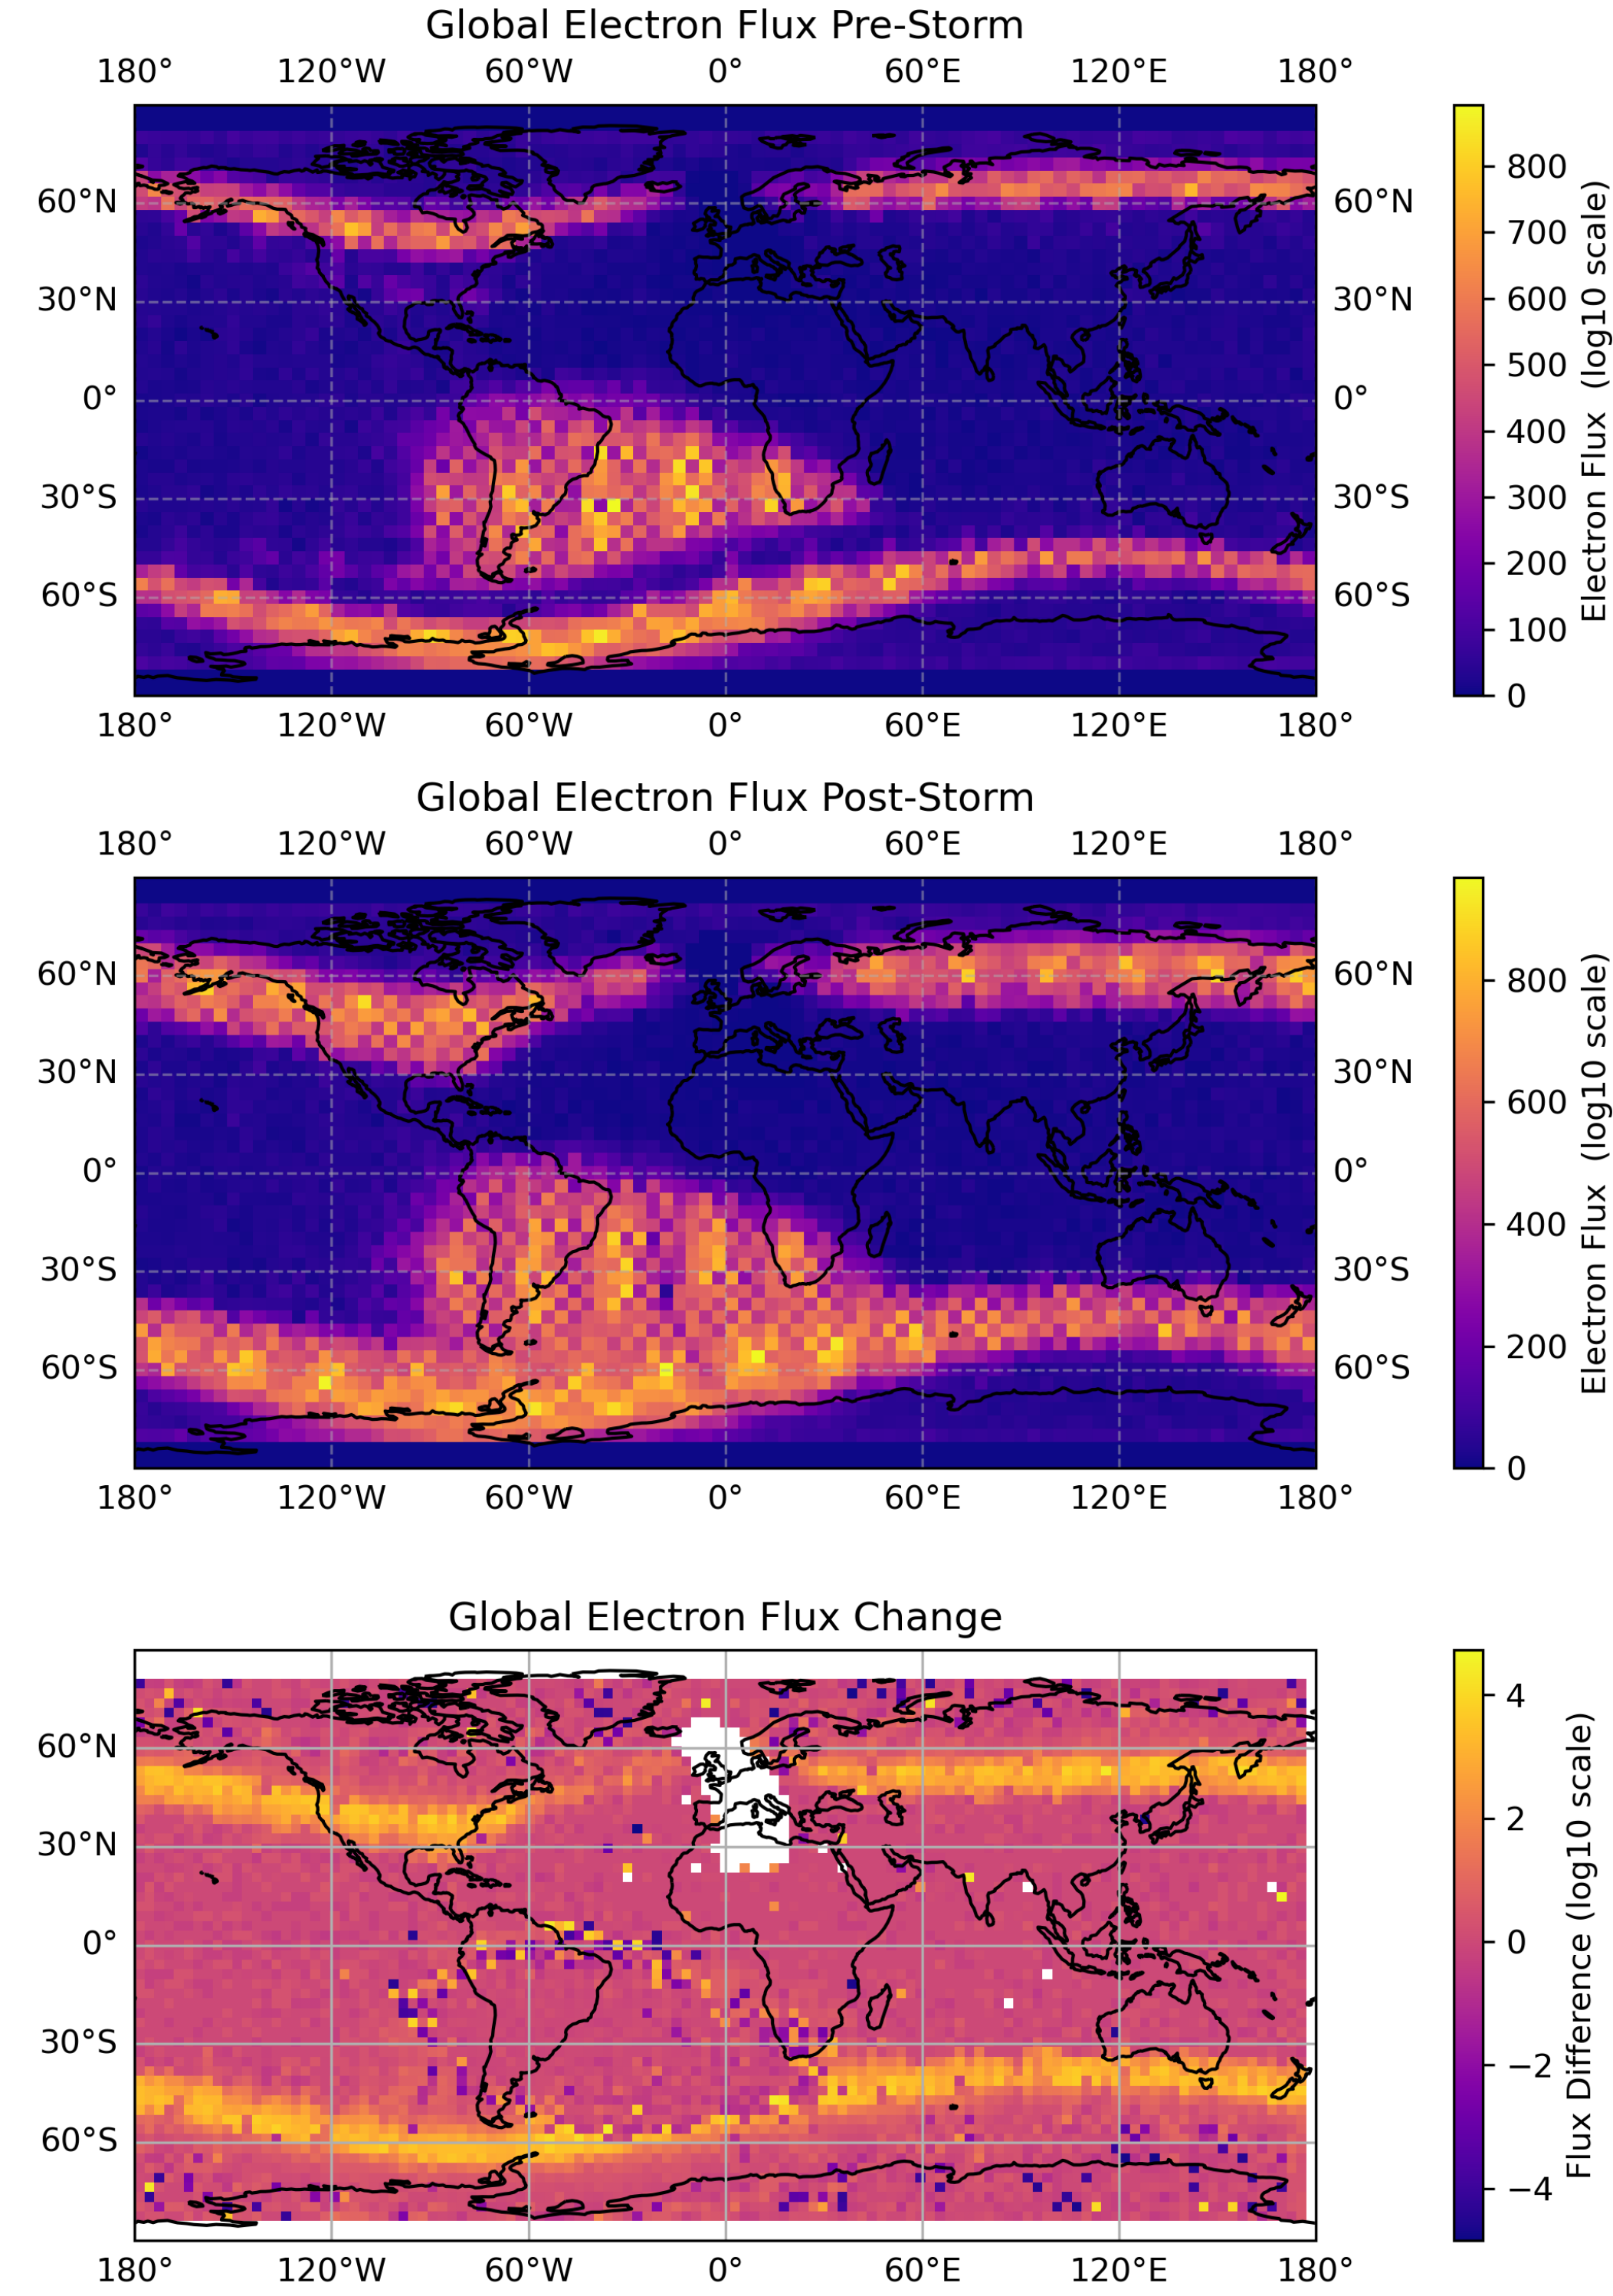 Global Electron Flux Pre-Storm
180° 120°W 60°W 0° 60°E 120°E 180°
60°N 60°N
30°N 30°N
0° 0°
30°S 30°S
60°S 60°S
180° 120°W 60°W 0° 60°E 120°E 180°
800
700
600
500
400
300
200
100
0
Electron Flux (log10 scale)
Global Electron Flux Post-Storm
180° 120°W 60°W 0° 60°E 120°E 180°
60°N 60°N
30°N 30°N
0° 0°
30°S 30°S
60°S 60°S
180° 120°W 60°W 0° 60°E 120°E 180°
800
600
400
200
0
Electron Flux (log10 scale)
Global Electron Flux Change
60°N
30°N
0°
30°S
60°S
180° 120°W 60°W 0° 60°E 120°E 180°
4
2
0
−2
−4
Flux Difference (log10 scale)